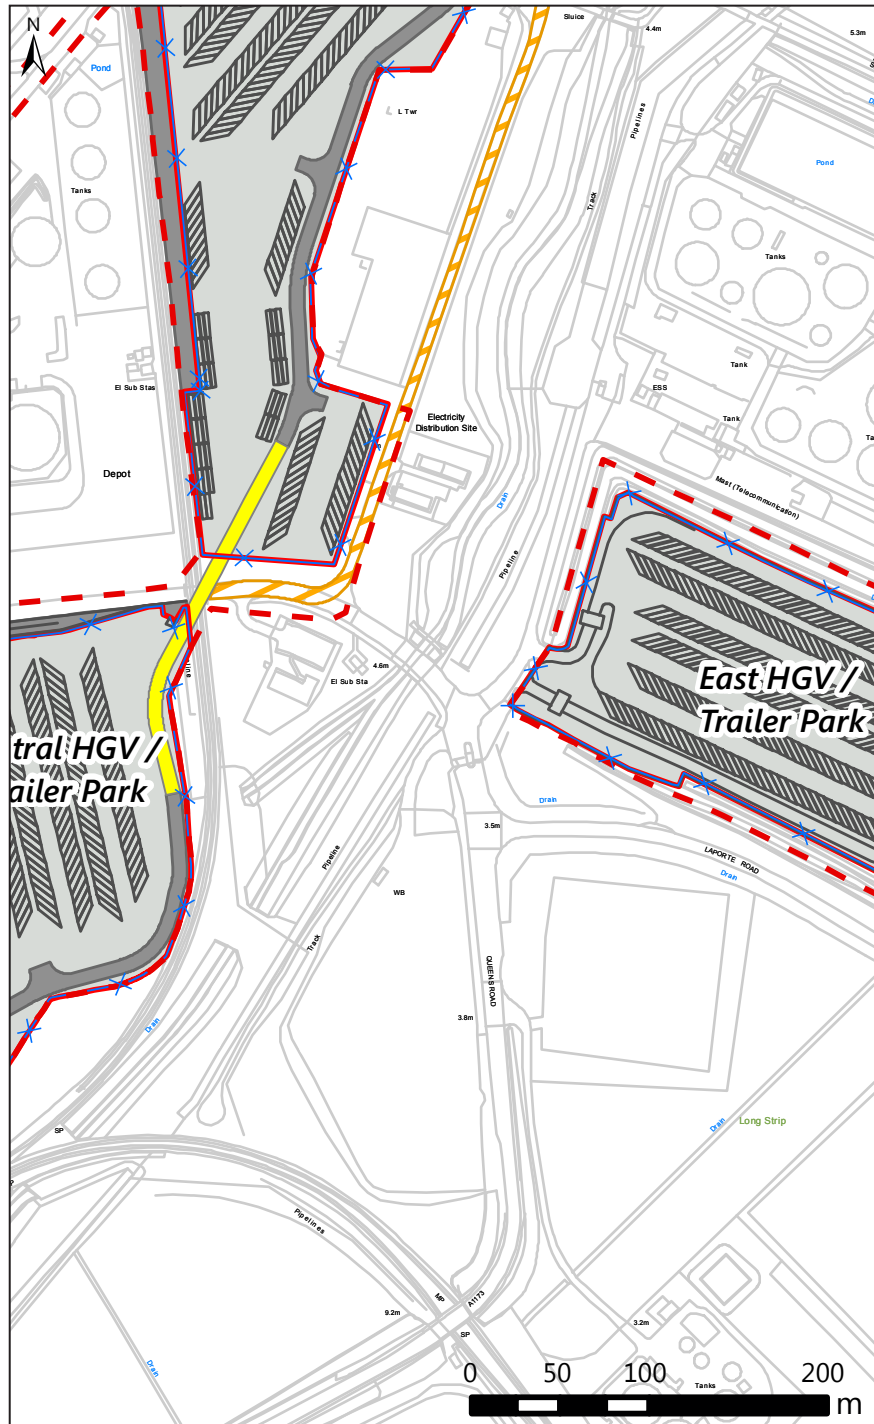 N
Sluice
4.4m
5.3m
Pond
L Twr
Pipelines
Pond
Tanks
Track
Tanks
El Sub Stas
ESS
Tank
Tank
Electricity
Distribution Site
Depot
Mast (Telecommunication)
Drain
Pipeline
4.6m
El Sub Sta
East HGV /
Trailer Park
tral HGV /
ailer Park
line
Drain
3.5m
Pipeline
LAPORTE ROAD
Drain
WB
Track
QUEENS ROAD
3.8m
Drain
Drain
Long Strip
SP
Pipelines
MP
A1173
9.2m
3.2m
SP
Drain
Tanks
0 50 100 200
m